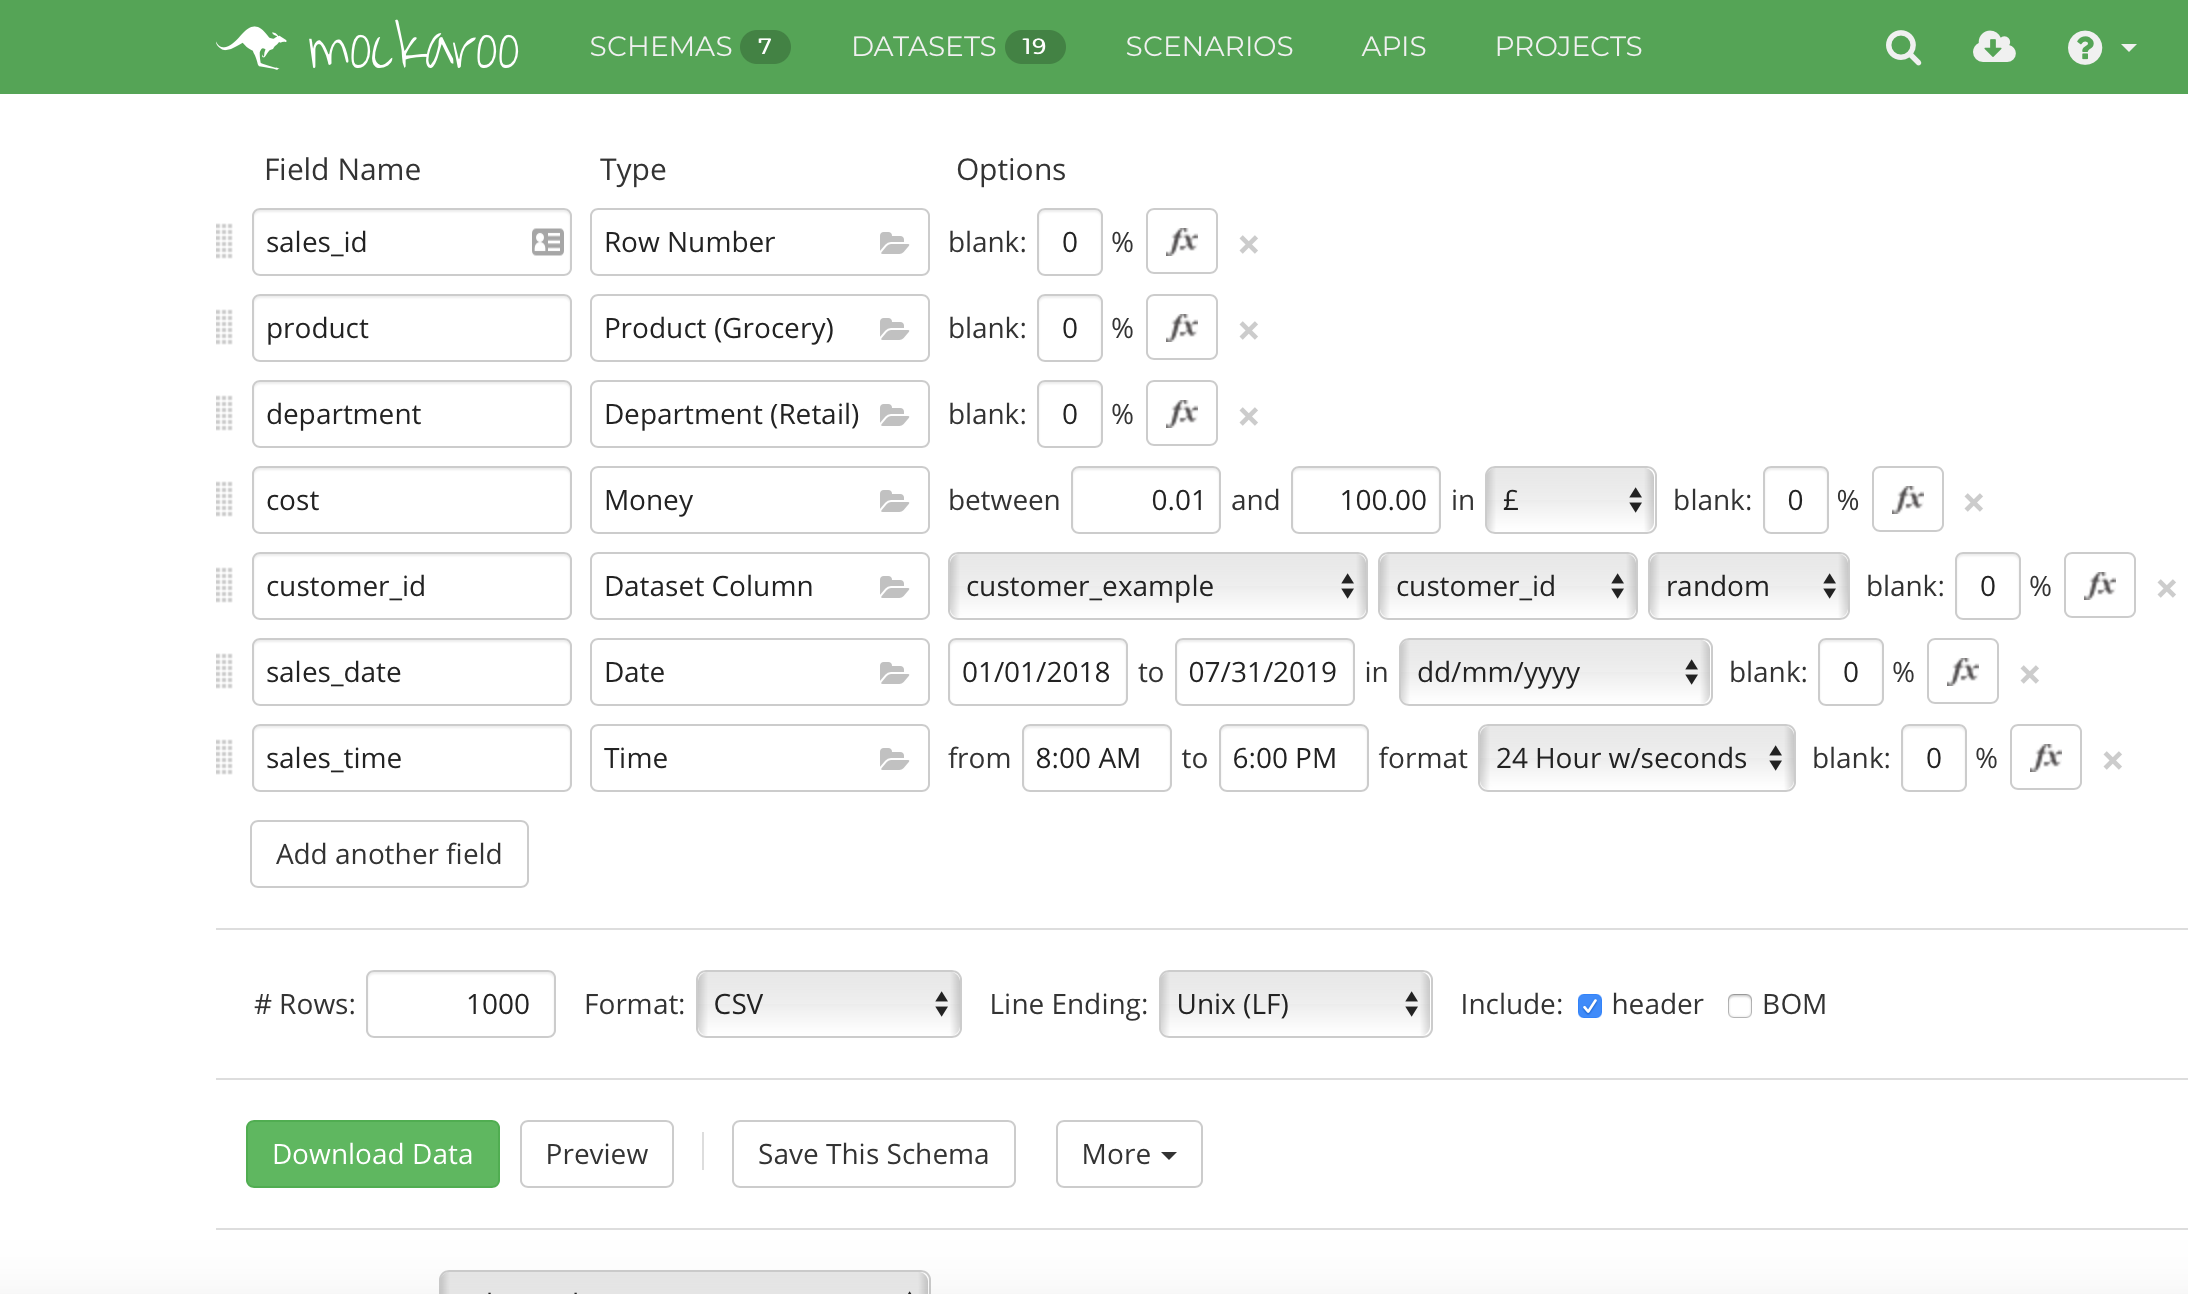 mockaroo SCHEMAS 7 DATASETS 19 SCENARIOS APIS PROJECTS ?
Field Name Type Options
sales_id Row Number blank: 0 % fx ×
product Product (Grocery) blank: 0 % fx ×
department Department (Retail) blank: 0 % fx ×
cost Money between 0.01 and 100.00 in £ blank: 0 % fx ×
customer_id Dataset Column customer_example customer_id random blank: 0 % fx ×
sales_date Date 01/01/2018 to 07/31/2019 in dd/mm/yyyy blank: 0 % fx ×
sales_time Time from 8:00 AM to 6:00 PM format 24 Hour w/seconds blank: 0 % fx ×
Add another field
# Rows: 1000 Format: CSV Line Ending: Unix (LF) Include: header BOM
Download Data Preview Save This Schema More